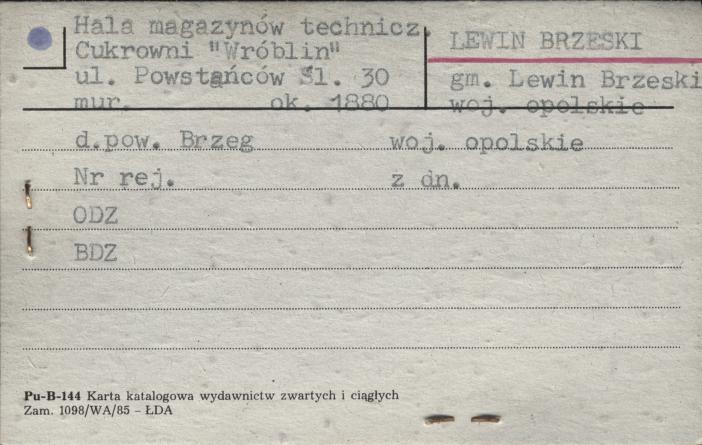 Hala magazynów technicz.
Cukrowni "Wróblin"
ul. Powstańców Śl. 30
mur. ok. 1880
LEWIN BRZESKI
gm. Lewin Brzeski
woj. opolskie
d.pow. Brzeg woj. opolskie
Nr rej. z dn.
ODZ
BDZ
Pu-B-144 Karta katalogowa wydawnictw zwartych i ciągłych
Zam. 1098/WA/85 – ŁDA